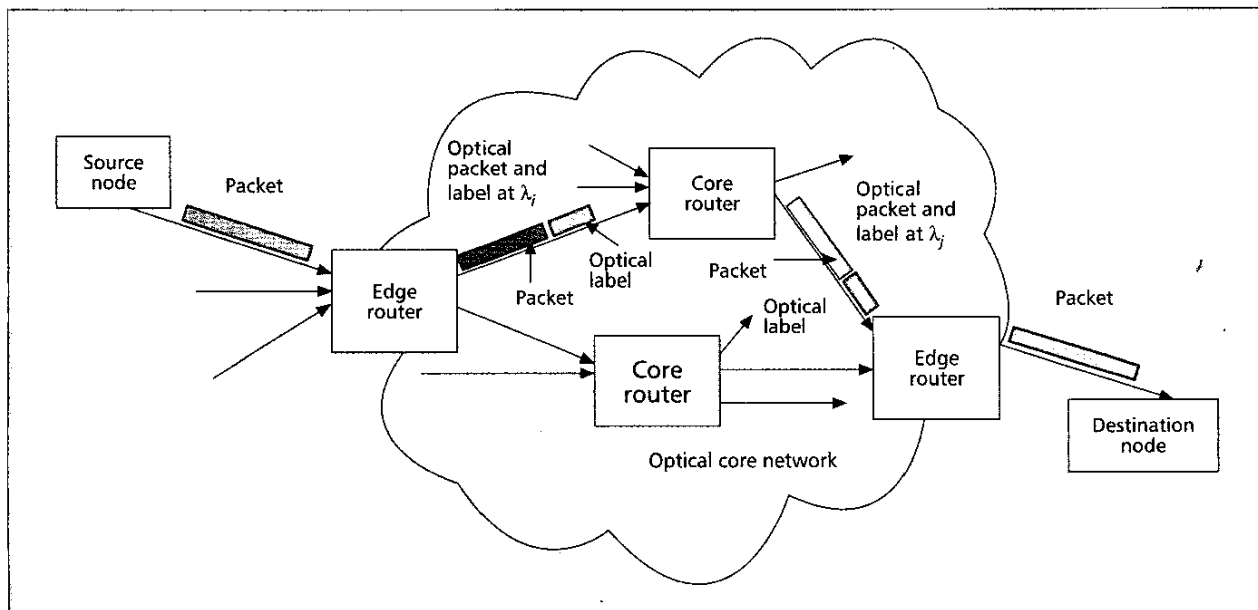 Source
node
Packet
Optical
packet and
label at λi
Core
router
Optical
packet and
label at λj
Edge
router
Packet
Optical
label
Packet
Optical
label
Core
router
Edge
router
Packet
Destination
node
Optical core network